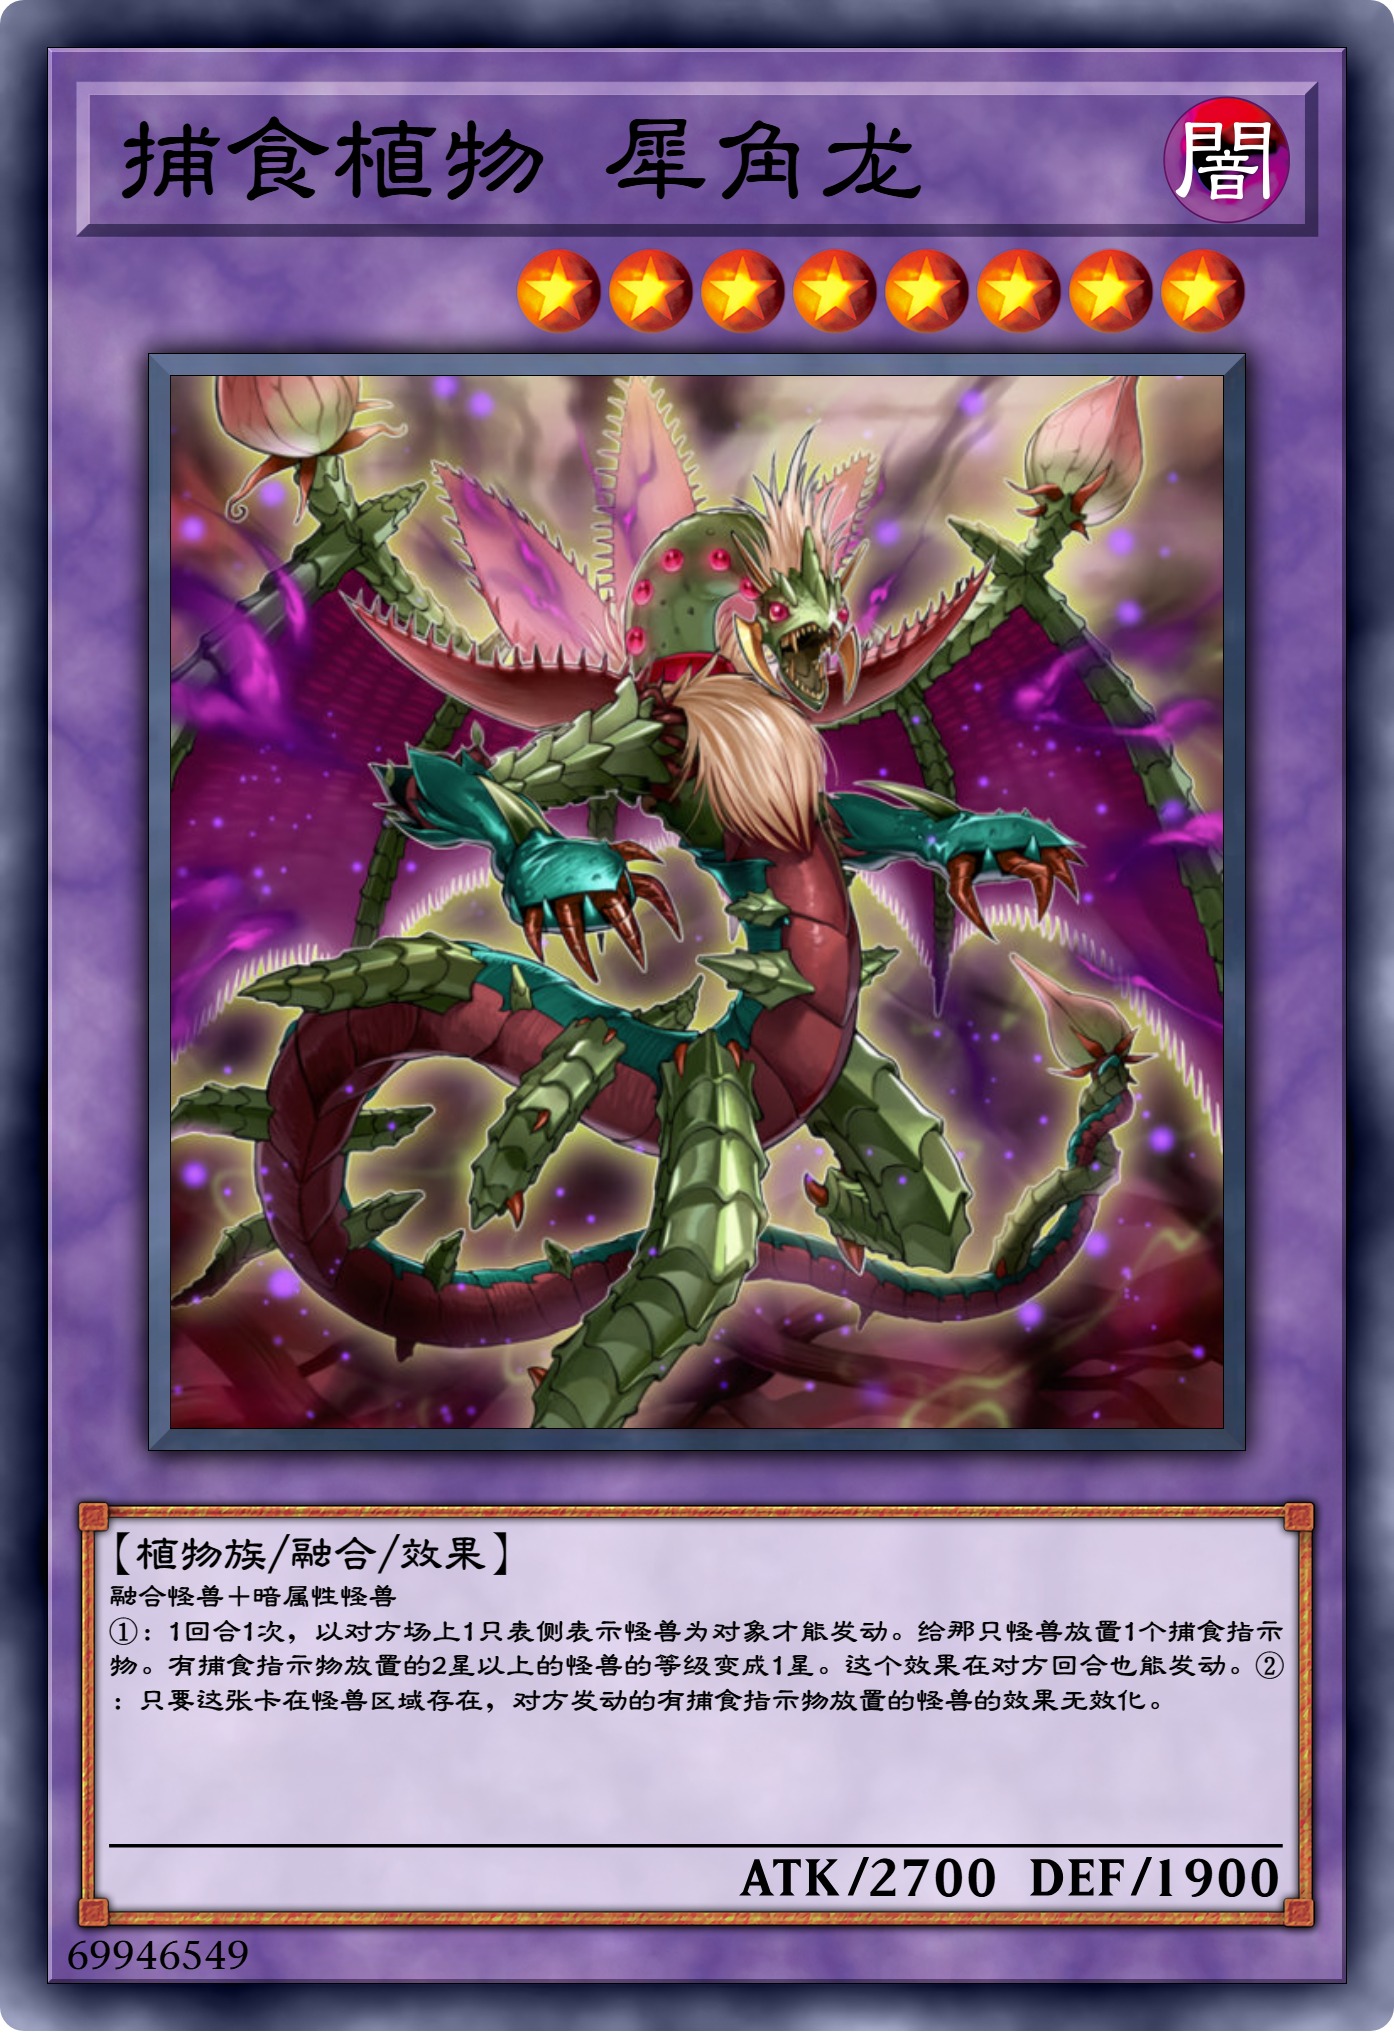 捕食植物 犀角龙
闇
【植物族/融合/效果】
融合怪兽＋暗属性怪兽
①：1回合1次，以对方场上1只表侧表示怪兽为对象才能发动。给那只怪兽放置1个捕食指示
物。有捕食指示物放置的2星以上的怪兽的等级变成1星。这个效果在对方回合也能发动。②
：只要这张卡在怪兽区域存在，对方发动的有捕食指示物放置的怪兽的效果无效化。
ATK/2700 DEF/1900
69946549